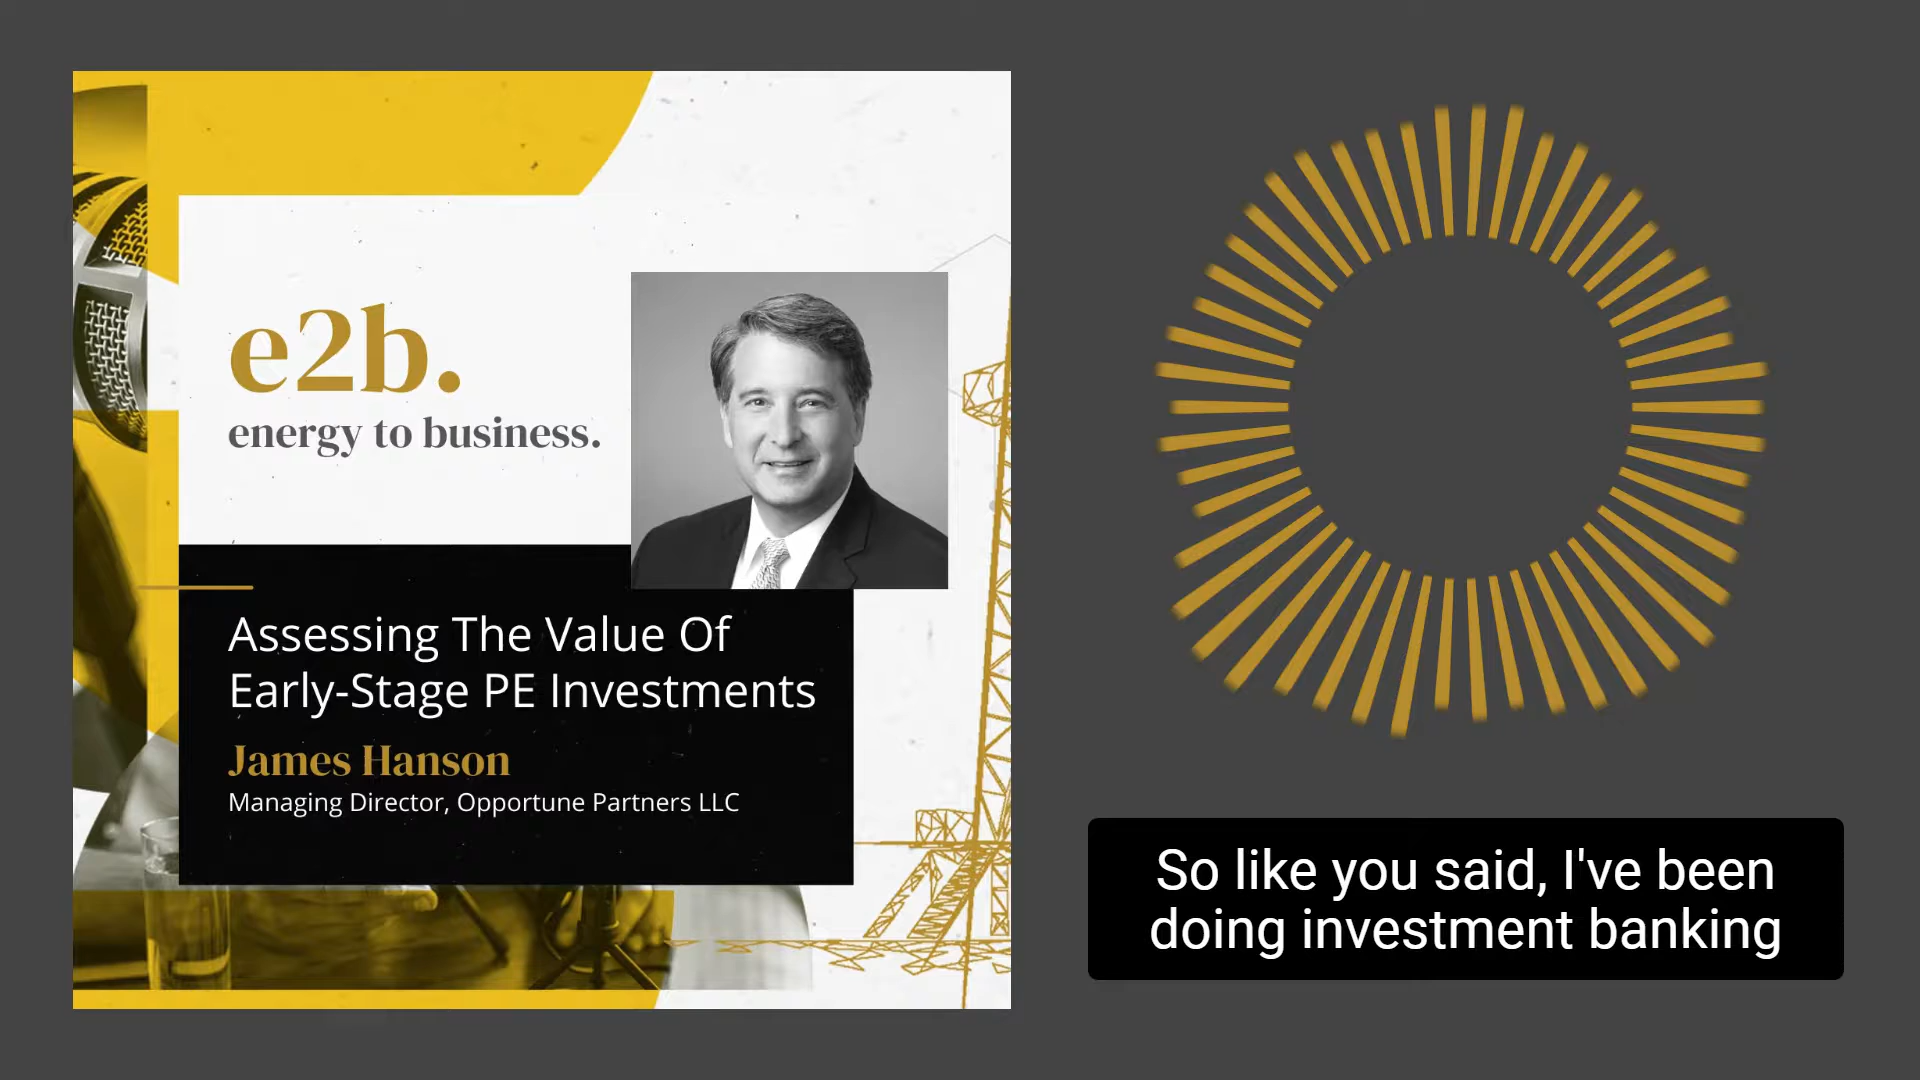 e2b.
energy to business.
Assessing The Value Of
Early-Stage PE Investments
James Hanson
Managing Director, Opportune Partners LLC
So like you said, I've been
doing investment banking